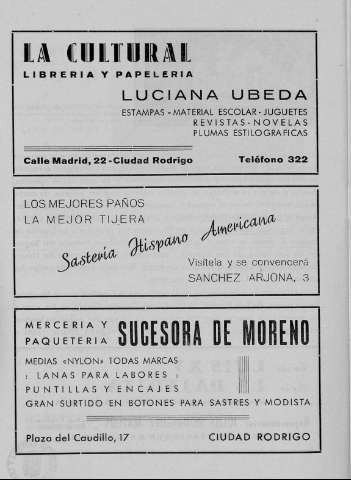 LA CULTURAL
LIBRERIA Y PAPELERIA
LUCIANA UBEDA
ESTAMPAS - MATERIAL ESCOLAR - JUGUETES
REVISTAS - NOVELAS
PLUMAS ESTILOGRAFICAS
Calle Madrid, 22 - Ciudad Rodrigo Teléfono 322
LOS MEJORES PAÑOS
LA MEJOR TIJERA
Sastreria Hispano Americana
Visítela y se convencerá
SANCHEZ ARJONA, 3
MERCERIA Y
PAQUETERIA
SUCESORA DE MORENO
MEDIAS «NYLON» TODAS MARCAS
: LANAS PARA LABORES :
PUNTILLAS Y ENCAJES
GRAN SURTIDO EN BOTONES PARA SASTRES Y MODISTA
Plaza del Caudillo, 17 CIUDAD RODRIGO